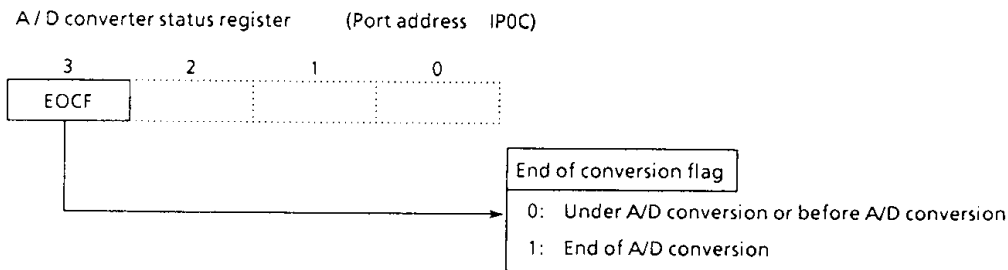 A/D converter status register (Port address IP0C)
3 2 1 0
EOCF
End of conversion flag
0: Under A/D conversion or before A/D conversion
1: End of A/D conversion